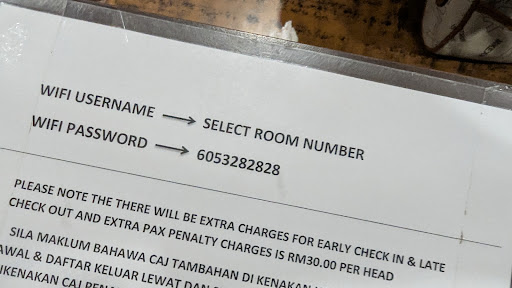 WIFI USERNAME → SELECT ROOM NUMBER
WIFI PASSWORD → 6053282828
PLEASE NOTE THE THERE WILL BE EXTRA CHARGES FOR EARLY CHECK IN & LATE
CHECK OUT AND EXTRA PAX PENALTY CHARGES IS RM30.00 PER HEAD
SILA MAKLUM BAHAWA CAJ TAMBAHAN DI KENAKAN
AWAL & DAFTAR KELUAR LEWAT DAN